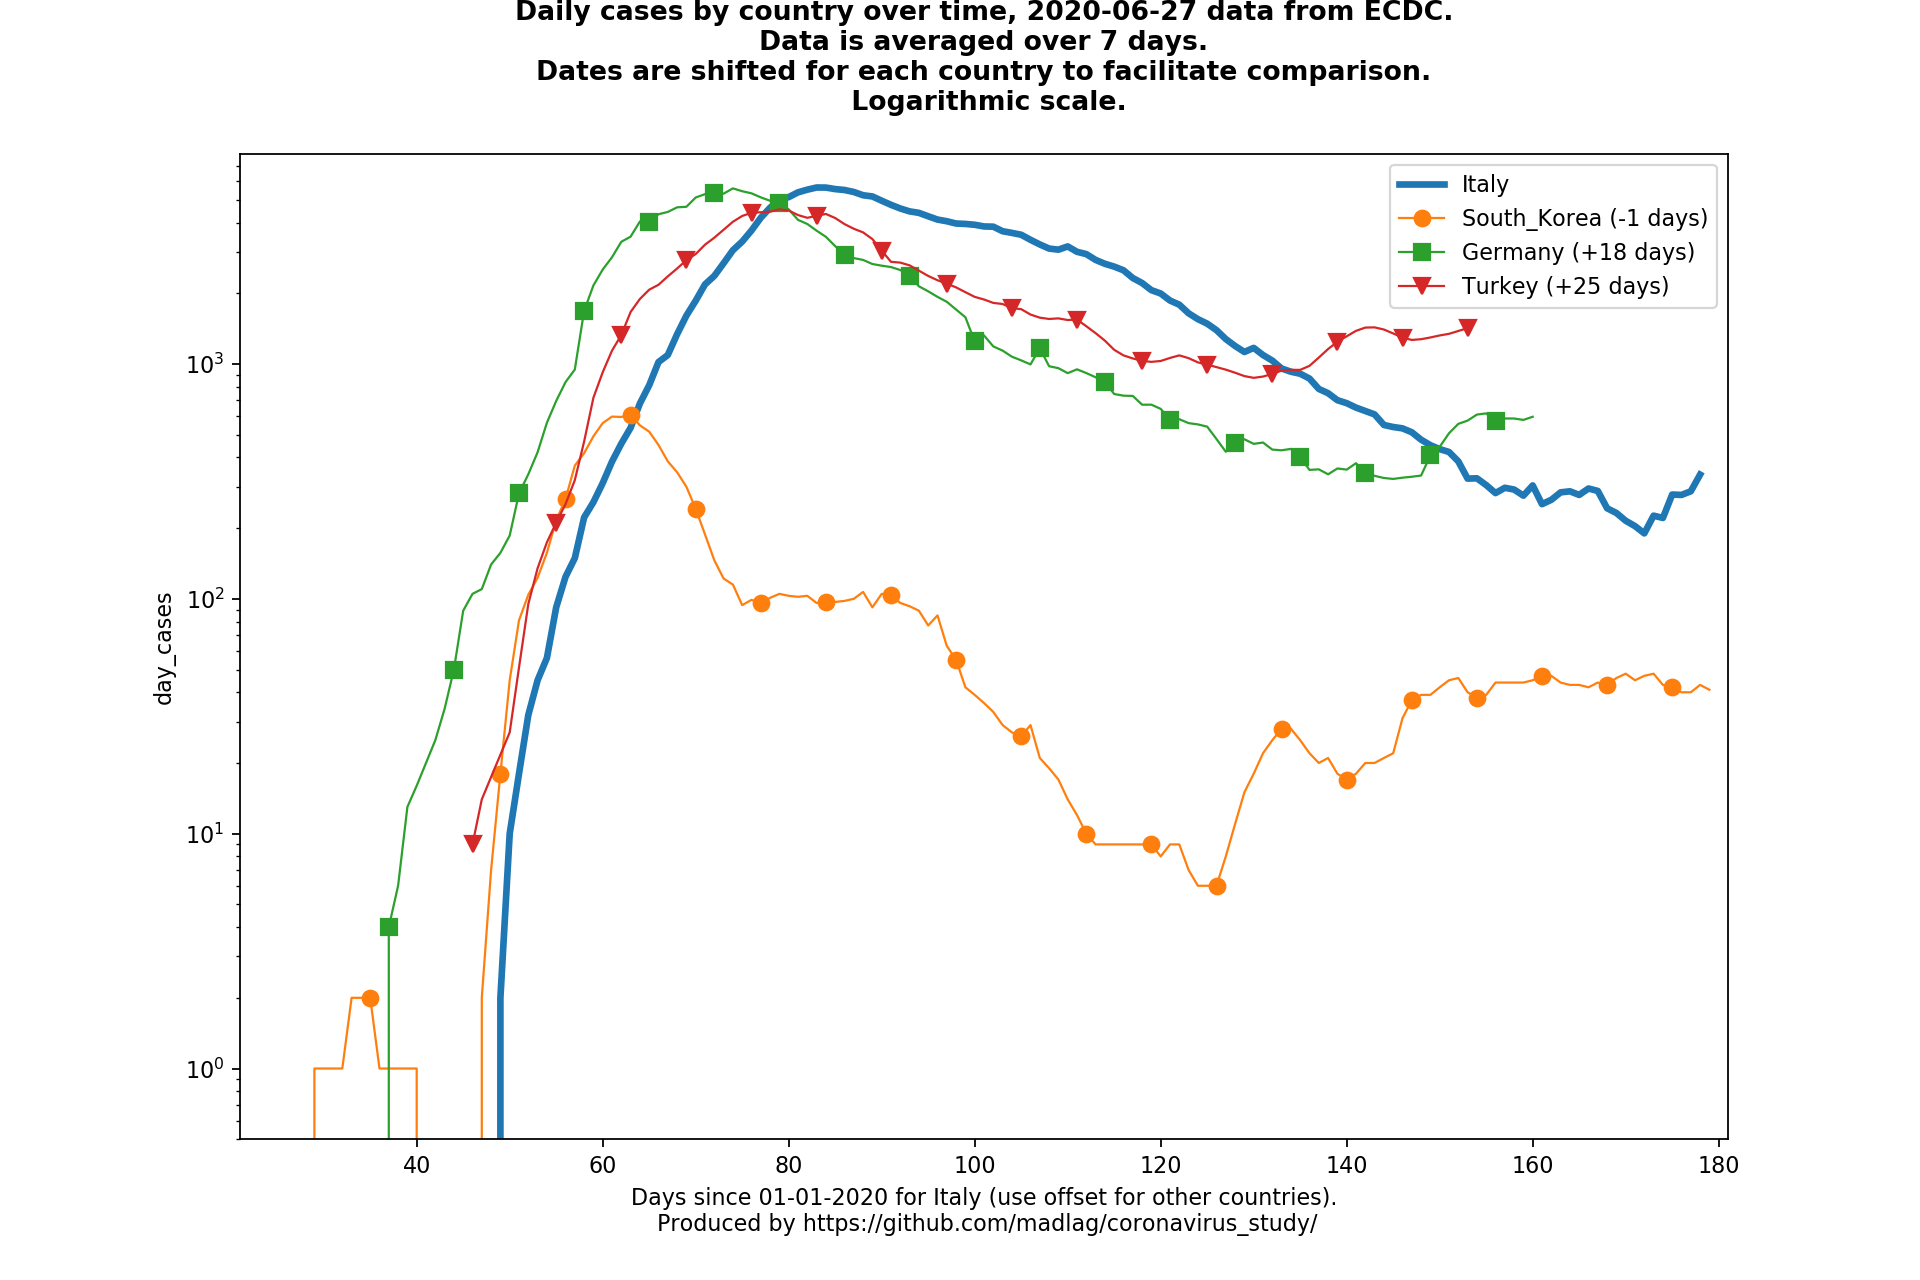 Daily cases by country over time, 2020-06-27 data from ECDC.
Data is averaged over 7 days.
Dates are shifted for each country to facilitate comparison.
Logarithmic scale.
Italy
South_Korea (-1 days)
Germany (+18 days)
Turkey (+25 days)
10³
10²
10¹
10⁰
day_cases
40 60 80 100 120 140 160 180
Days since 01-01-2020 for Italy (use offset for other countries).
Produced by https://github.com/madlag/coronavirus_study/